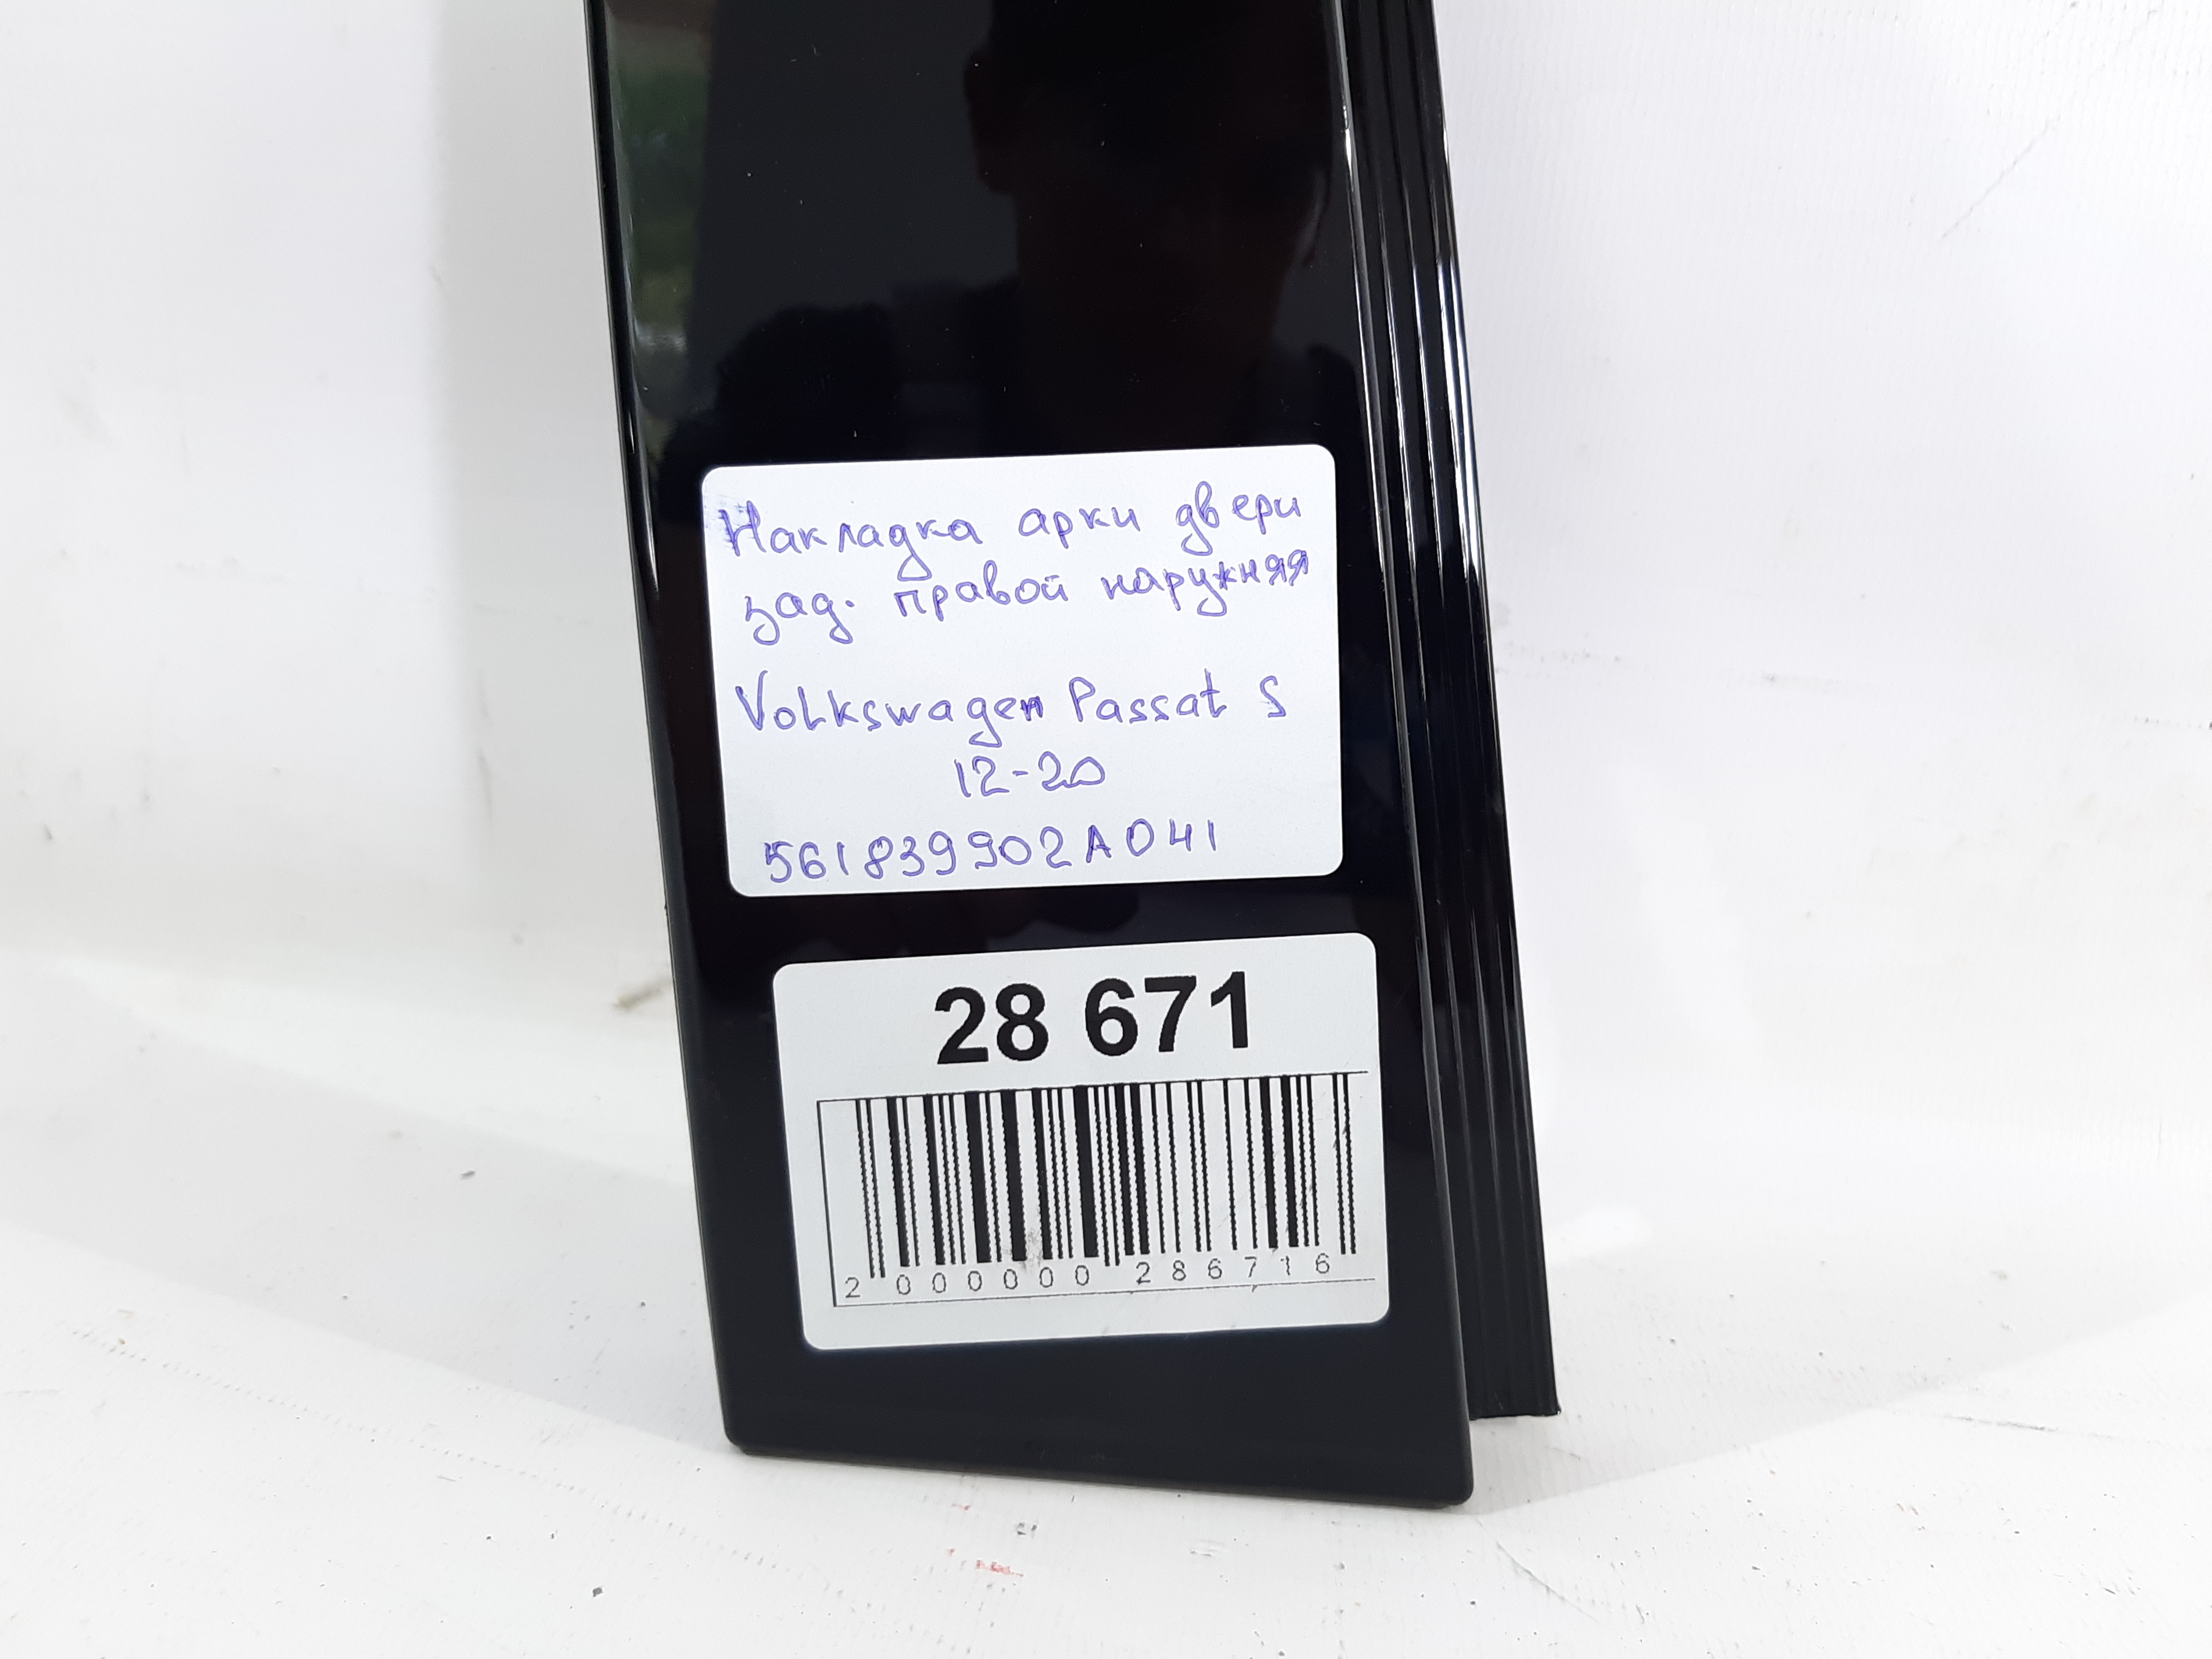 Накладка арки двери
зад. правой наружняя
Volkswagen Passat S
12-20
561839902A041
28 671
2 000000 286716